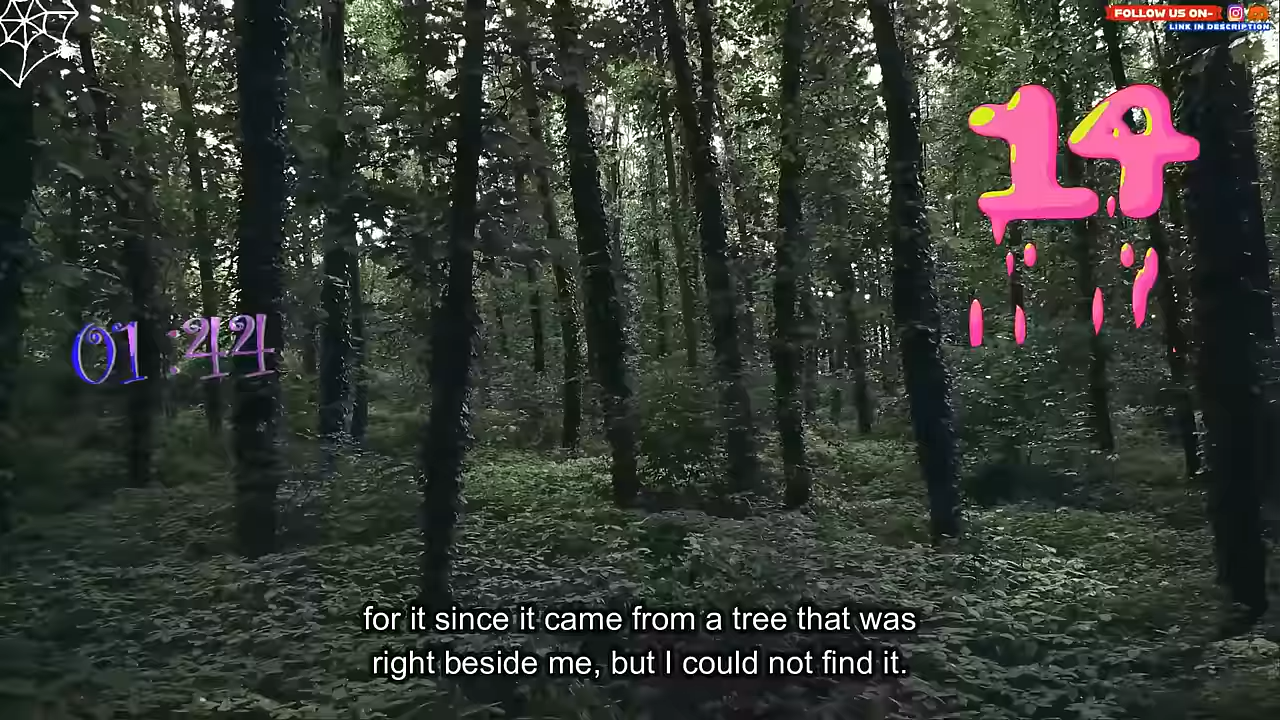 FOLLOW US ON-
LINK IN DESCRIPTION
14
01:44
for it since it came from a tree that was
right beside me, but I could not find it.